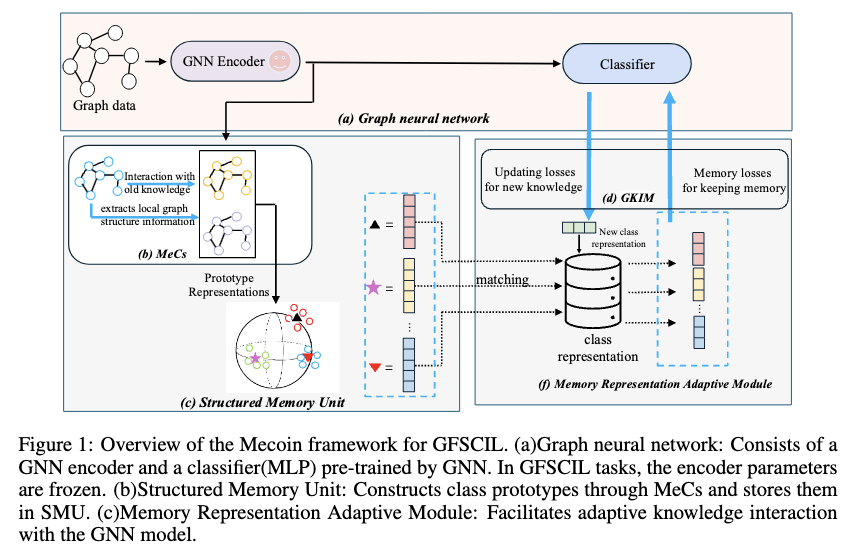 GNN Encoder
Classifier
Graph data
(a) Graph neural network
Interaction with
old knowledge
extracts local graph
structure information
(b) MeCs
Prototype
Representations
(c) Structured Memory Unit
=
=
=
matching
Updating losses
for new knowledge
Memory losses
for keeping memory
(d) GKIM
New class
representation
class
representation
(f) Memory Representation Adaptive Module
Figure 1: Overview of the Mecoin framework for GFSCIL. (a)Graph neural network: Consists of a
GNN encoder and a classifier(MLP) pre-trained by GNN. In GFSCIL tasks, the encoder parameters
are frozen. (b)Structured Memory Unit: Constructs class prototypes through MeCs and stores them
in SMU. (c)Memory Representation Adaptive Module: Facilitates adaptive knowledge interaction
with the GNN model.